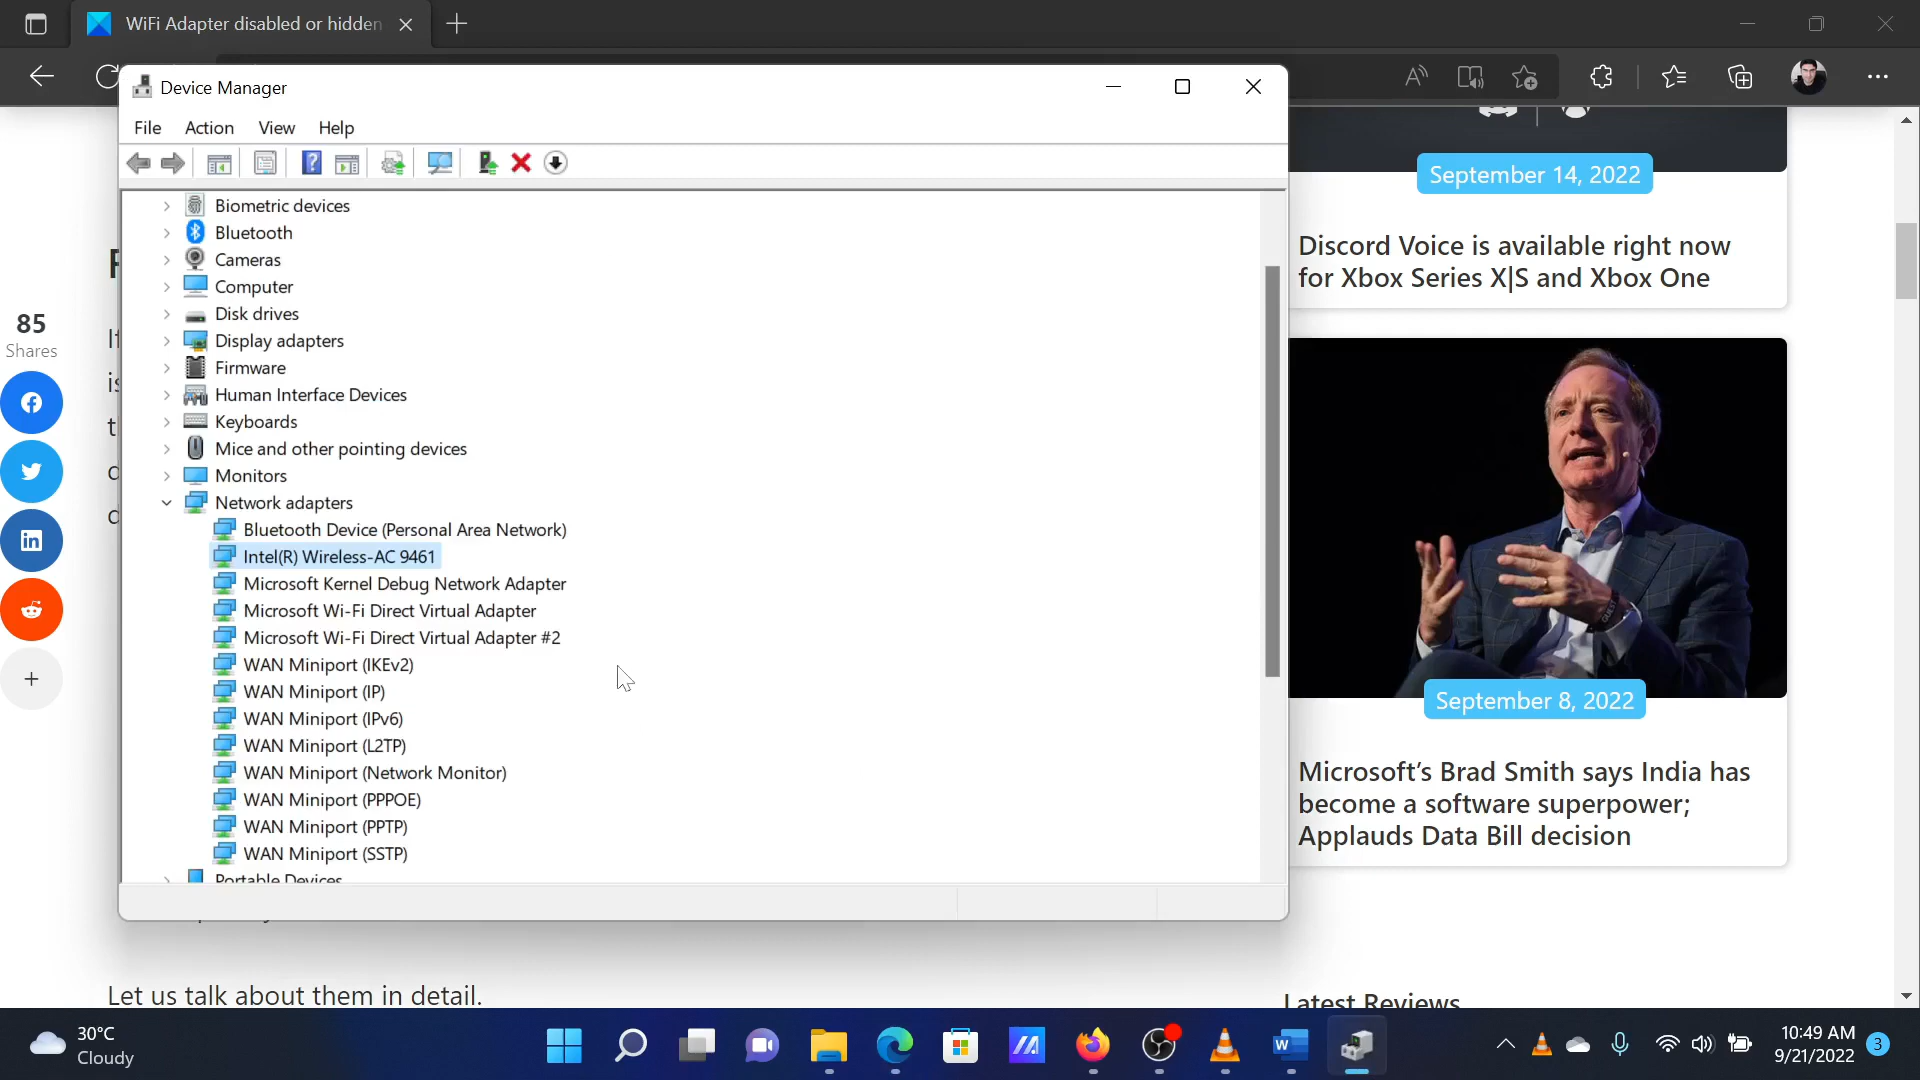 WiFi Adapter disabled or hidden
Device Manager
File Action View Help
Biometric devices
Bluetooth
Cameras
Computer
Disk drives
Display adapters
Firmware
Human Interface Devices
Keyboards
Mice and other pointing devices
Monitors
Network adapters
Bluetooth Device (Personal Area Network)
Intel(R) Wireless-AC 9461
Microsoft Kernel Debug Network Adapter
Microsoft Wi-Fi Direct Virtual Adapter
Microsoft Wi-Fi Direct Virtual Adapter #2
WAN Miniport (IKEv2)
WAN Miniport (IP)
WAN Miniport (IPv6)
WAN Miniport (L2TP)
WAN Miniport (Network Monitor)
WAN Miniport (PPPOE)
WAN Miniport (PPTP)
WAN Miniport (SSTP)
Portable Devices
85
Shares
September 14, 2022
Discord Voice is available right now
for Xbox Series X|S and Xbox One
September 8, 2022
Microsoft's Brad Smith says India has
become a software superpower;
Applauds Data Bill decision
Let us talk about them in detail.
Latest Reviews
30°C
Cloudy
10:49 AM
9/21/2022
3